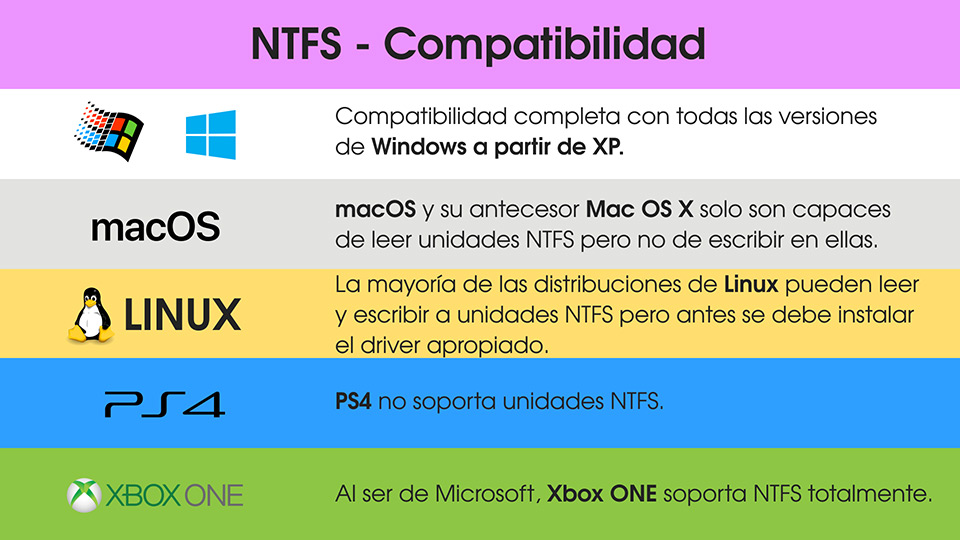 NTFS - Compatibilidad
Compatibilidad completa con todas las versiones
de Windows a partir de XP.
macOS
macOS y su antecesor Mac OS X solo son capaces
de leer unidades NTFS pero no de escribir en ellas.
LINUX
La mayoría de las distribuciones de Linux pueden leer
y escribir a unidades NTFS pero antes se debe instalar
el driver apropiado.
PS4
PS4 no soporta unidades NTFS.
XBOX ONE
Al ser de Microsoft, Xbox ONE soporta NTFS totalmente.